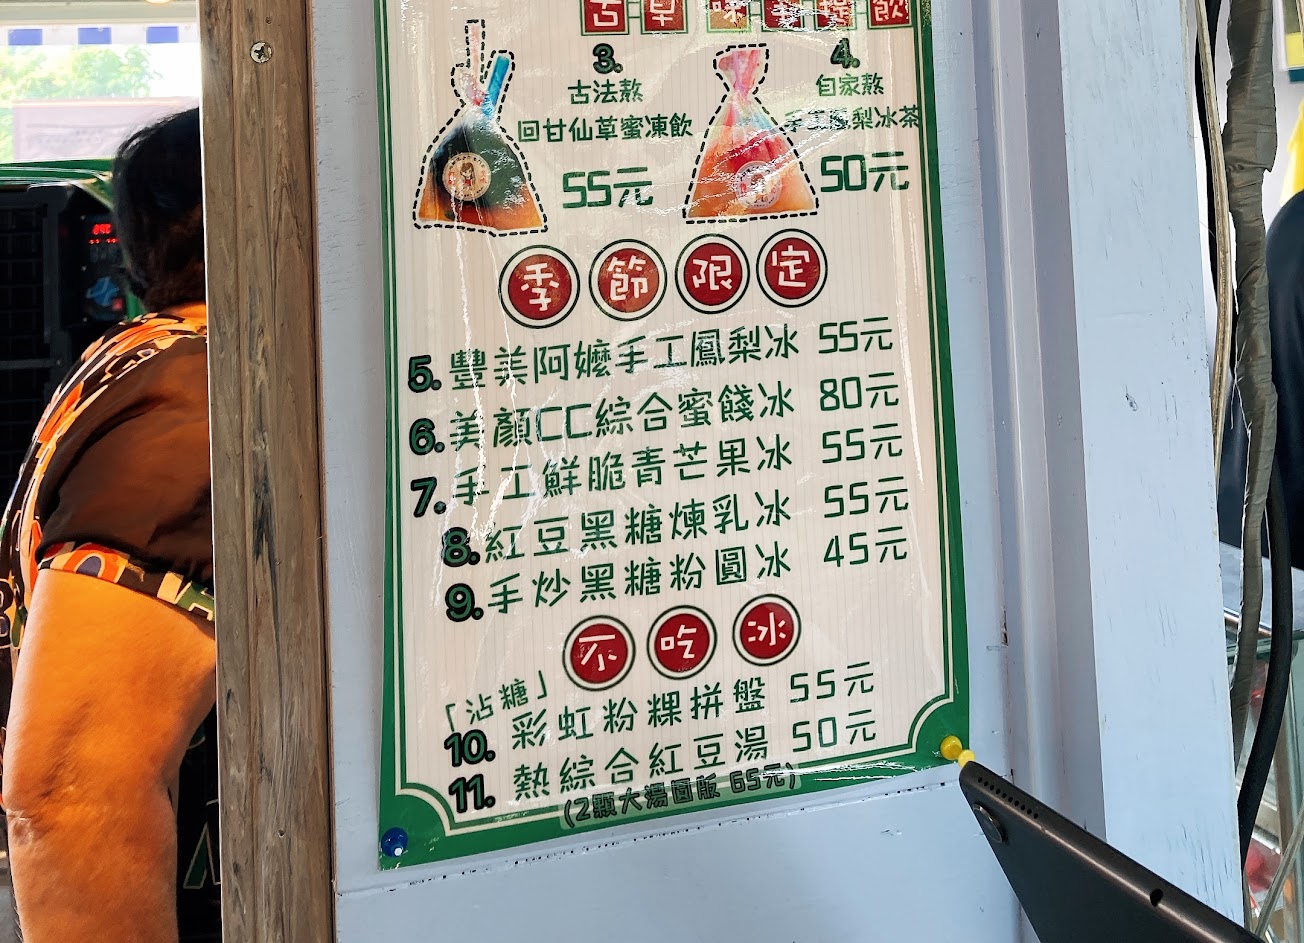 古早味手提飲
3.
古法熬
回甘仙草蜜凍飲
55元
4.
自家熬
手工鳳梨冰茶
50元
季節限定
5. 豐美阿嬤手工鳳梨冰 55元
6. 美顏CC綜合蜜餞冰 80元
7. 手工鮮脆青芒果冰 55元
8. 紅豆黑糖煉乳冰 55元
9. 手炒黑糖粉圓冰 45元
不吃冰
「沾糖」
10. 彩虹粉粿拼盤 55元
11. 熱綜合紅豆湯 50元
(2顆大湯圓版 65元)